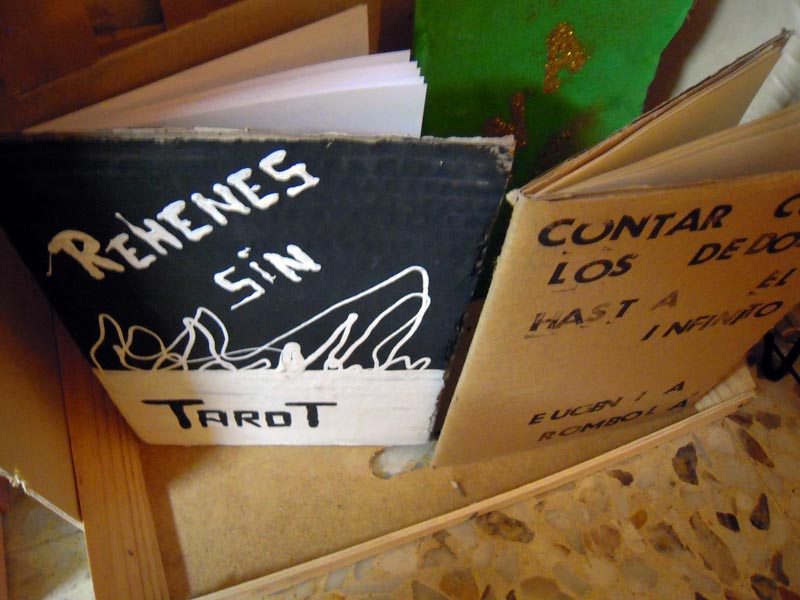 REHENES
SIN
TAROT
CONTAR
LOS DEDOS
HASTA EL
INFINITO
EUGENIA
ROMBOLA